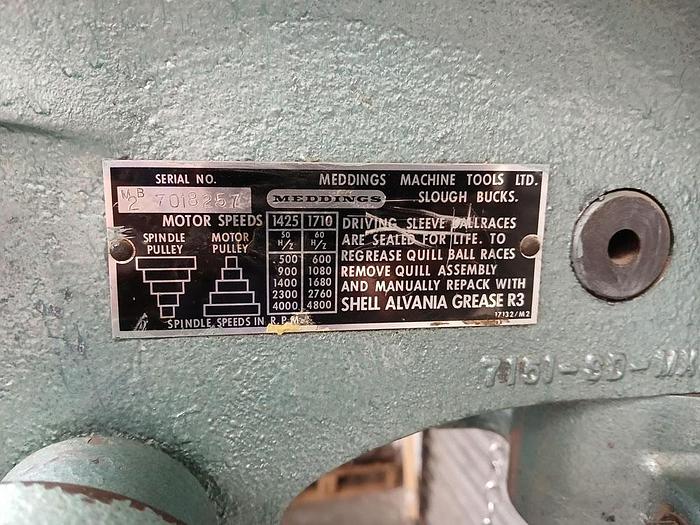 SERIAL NO.
M2 B 7018257
MEDDINGS MACHINE TOOLS LTD.
MEDDINGS SLOUGH BUCKS.
MOTOR SPEEDS 1425 1710
SPINDLE PULLEY MOTOR PULLEY 50 H/Z 60 H/Z
500 600
900 1080
1400 1680
2300 2760
4000 4800
SPINDLE SPEEDS IN R.P.M.
DRIVING SLEEVE BALLRACES
ARE SEALED FOR LIFE. TO
REGREASE QUILL BALL RACES
REMOVE QUILL ASSEMBLY
AND MANUALLY REPACK WITH
SHELL ALVANIA GREASE R3
17132/M2